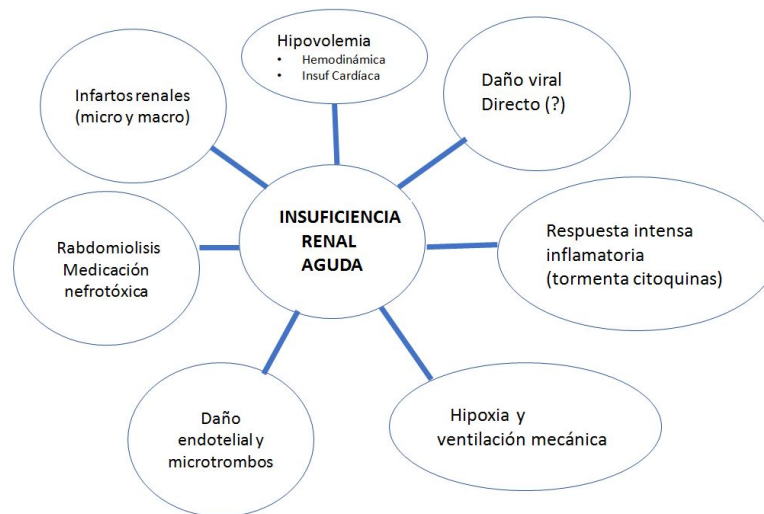 Hipovolemia
• Hemodinámica
• Insuf Cardíaca
Infartos renales
(micro y macro)
Daño viral
Directo (?)
INSUFICIENCIA
RENAL
AGUDA
Rabdomiolisis
Medicación
nefrotóxica
Respuesta intensa
inflamatoria
(tormenta citoquinas)
Daño
endotelial y
microtrombos
Hipoxia y
ventilación mecánica